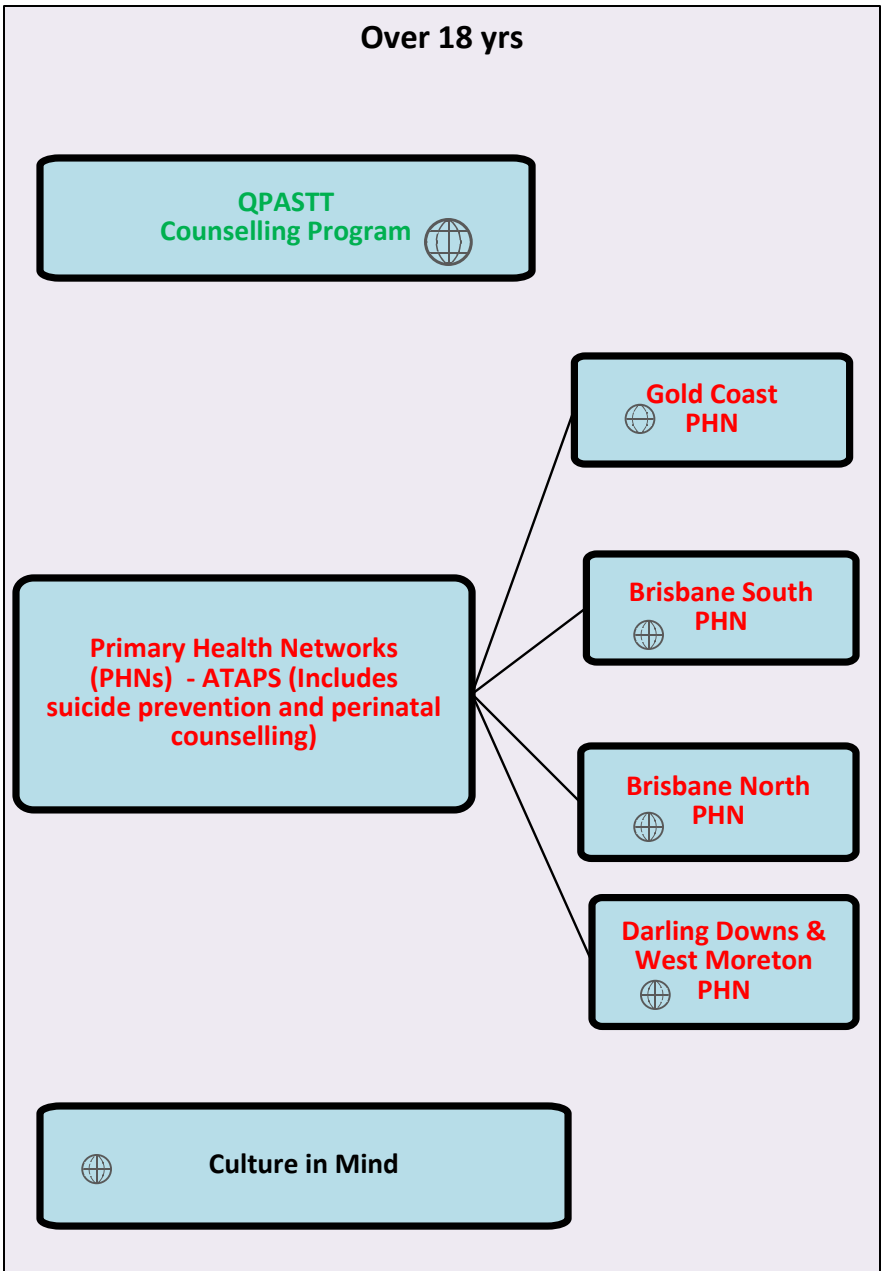 Over 18 yrs
QPASTT
Counselling Program
Gold Coast
PHN
Brisbane South
PHN
Primary Health Networks
(PHNs)  - ATAPS (Includes
suicide prevention and perinatal
counselling)
Brisbane North
PHN
Darling Downs &
West Moreton
PHN
Culture in Mind